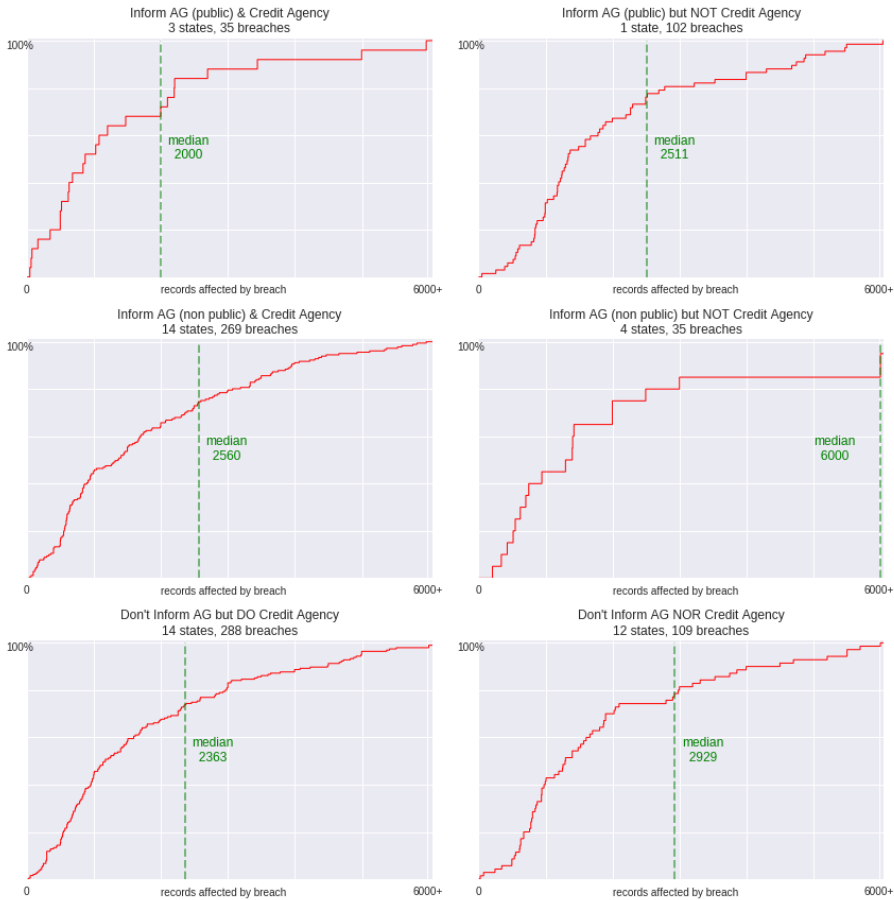 Inform AG (public) & Credit Agency
3 states, 35 breaches
100%
median
2000
0
records affected by breach
6000+
Inform AG (public) but NOT Credit Agency
1 state, 102 breaches
100%
median
2511
0
records affected by breach
6000+
Inform AG (non public) & Credit Agency
14 states, 269 breaches
100%
median
2560
0
records affected by breach
6000+
Inform AG (non public) but NOT Credit Agency
4 states, 35 breaches
100%
median
6000
0
records affected by breach
6000+
Don't Inform AG but DO Credit Agency
14 states, 288 breaches
100%
median
2363
0
records affected by breach
6000+
Don't Inform AG NOR Credit Agency
12 states, 109 breaches
100%
median
2929
0
records affected by breach
6000+